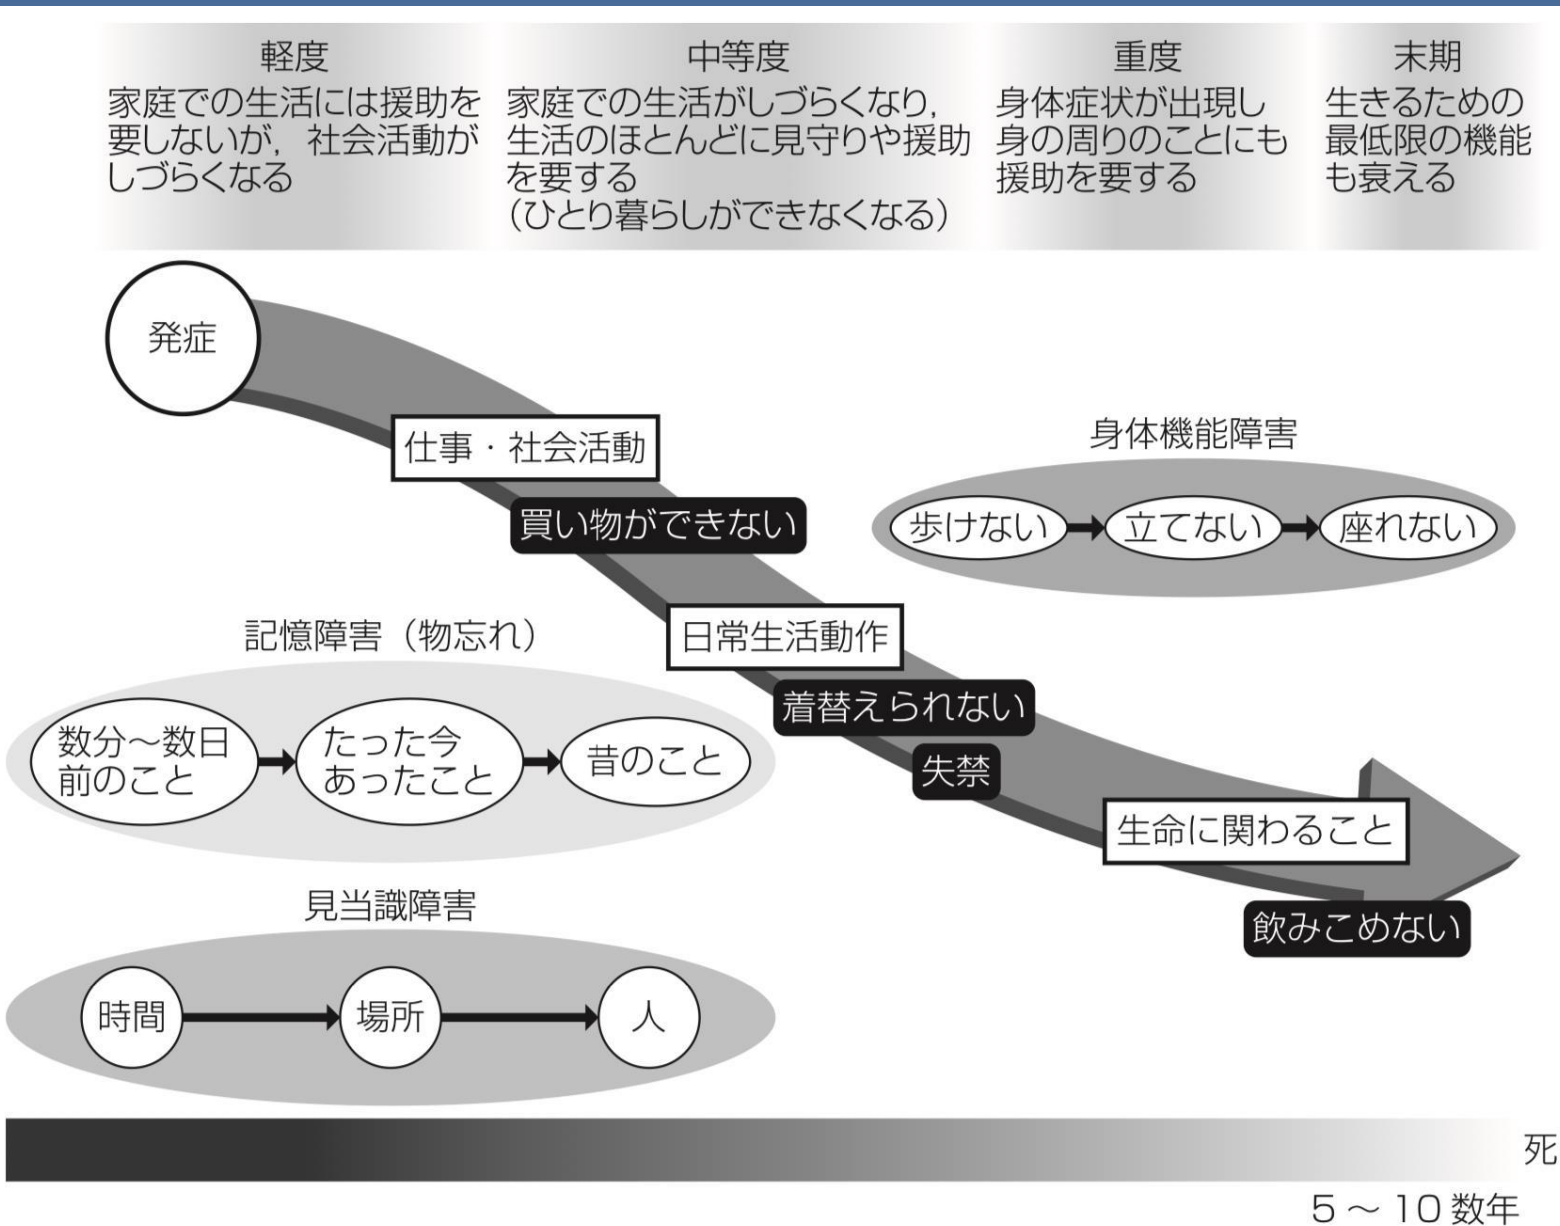 軽度
家庭での生活には援助を
要しないが，社会活動が
しづらくなる
中等度
家庭での生活がしづらくなり，
生活のほとんどに見守りや援助
を要する
（ひとり暮らしができなくなる）
重度
身体症状が出現し
身の周りのことにも
援助を要する
末期
生きるための
最低限の機能
も衰える
発症
仕事・社会活動
買い物ができない
身体機能障害
歩けない
立てない
座れない
日常生活動作
着替えられない
失禁
記憶障害（物忘れ）
数分～数日
前のこと
たった今
あったこと
昔のこと
生命に関わること
飲みこめない
見当識障害
時間
場所
人
死
5～10数年